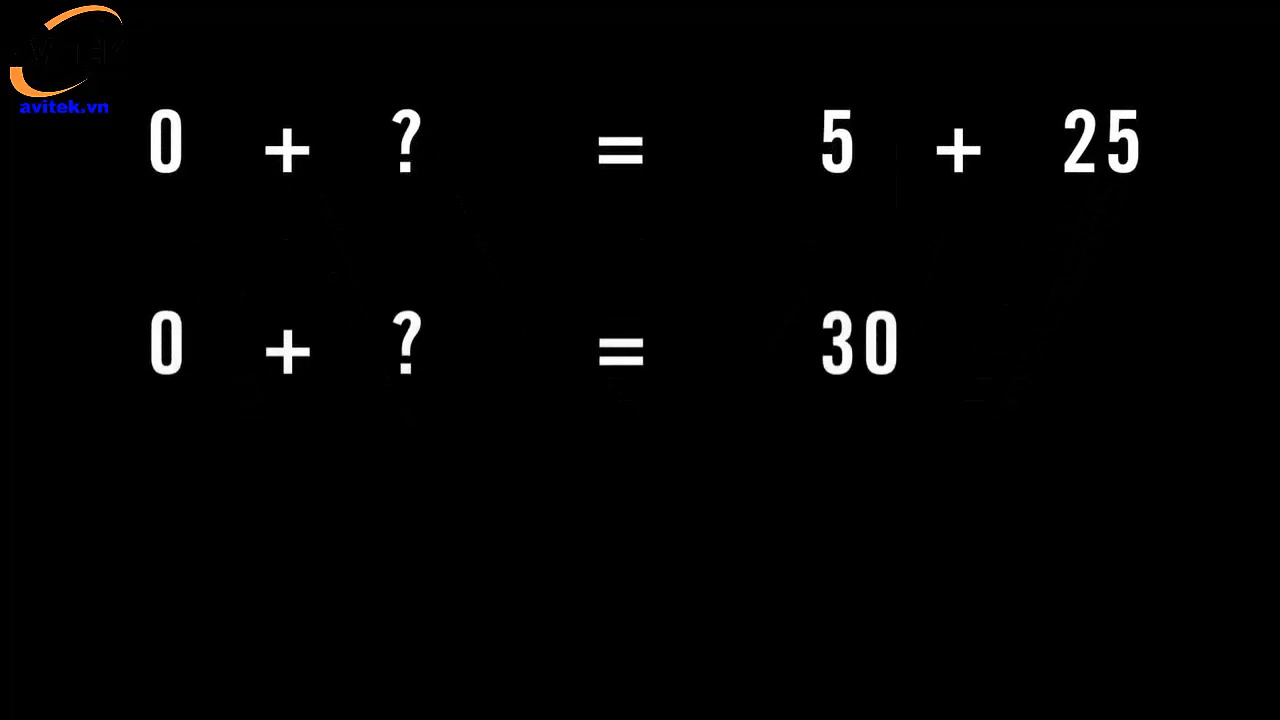 avitek.vn
0 + ? = 5 + 25
0 + ? = 30